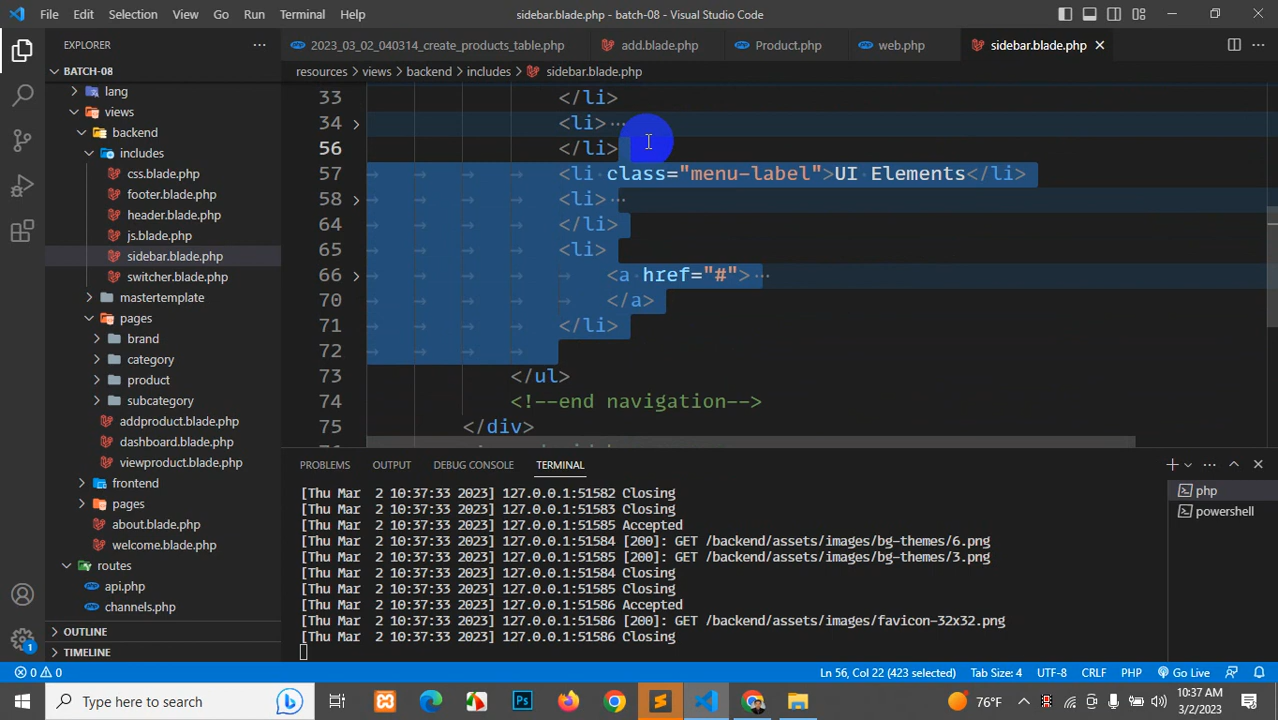 File Edit Selection View Go Run Terminal Help
sidebar.blade.php - batch-08 - Visual Studio Code
EXPLORER
BATCH-08
lang
views
backend
includes
css.blade.php
footer.blade.php
header.blade.php
js.blade.php
sidebar.blade.php
switcher.blade.php
mastertemplate
pages
brand
category
product
subcategory
addproduct.blade.php
dashboard.blade.php
viewproduct.blade.php
frontend
pages
about.blade.php
welcome.blade.php
routes
api.php
channels.php
OUTLINE
TIMELINE
2023_03_02_040314_create_products_table.php add.blade.php Product.php web.php sidebar.blade.php
resources > views > backend > includes > sidebar.blade.php
33 </li>
34 <li>
56 </li>
57 <li class="menu-label">UI Elements</li>
58 <li>
64 </li>
65 <li>
66 <a href="#">
70 </a>
71 </li>
72
73 </ul>
74 <!--end navigation-->
75 </div>
PROBLEMS OUTPUT DEBUG CONSOLE TERMINAL
[Thu Mar  2 10:37:33 2023] 127.0.0.1:51582 Closing
[Thu Mar  2 10:37:33 2023] 127.0.0.1:51583 Closing
[Thu Mar  2 10:37:33 2023] 127.0.0.1:51585 Accepted
[Thu Mar  2 10:37:33 2023] 127.0.0.1:51584 [200]: GET /backend/assets/images/bg-themes/6.png
[Thu Mar  2 10:37:33 2023] 127.0.0.1:51585 [200]: GET /backend/assets/images/bg-themes/3.png
[Thu Mar  2 10:37:33 2023] 127.0.0.1:51584 Closing
[Thu Mar  2 10:37:33 2023] 127.0.0.1:51585 Closing
[Thu Mar  2 10:37:33 2023] 127.0.0.1:51586 Accepted
[Thu Mar  2 10:37:33 2023] 127.0.0.1:51586 [200]: GET /backend/assets/images/favicon-32x32.png
[Thu Mar  2 10:37:33 2023] 127.0.0.1:51586 Closing
php
powershell
1
0 0 Ln 56, Col 22 (423 selected) Tab Size: 4 UTF-8 CRLF PHP Go Live
Type here to search
76°F
10:37 AM
3/2/2023